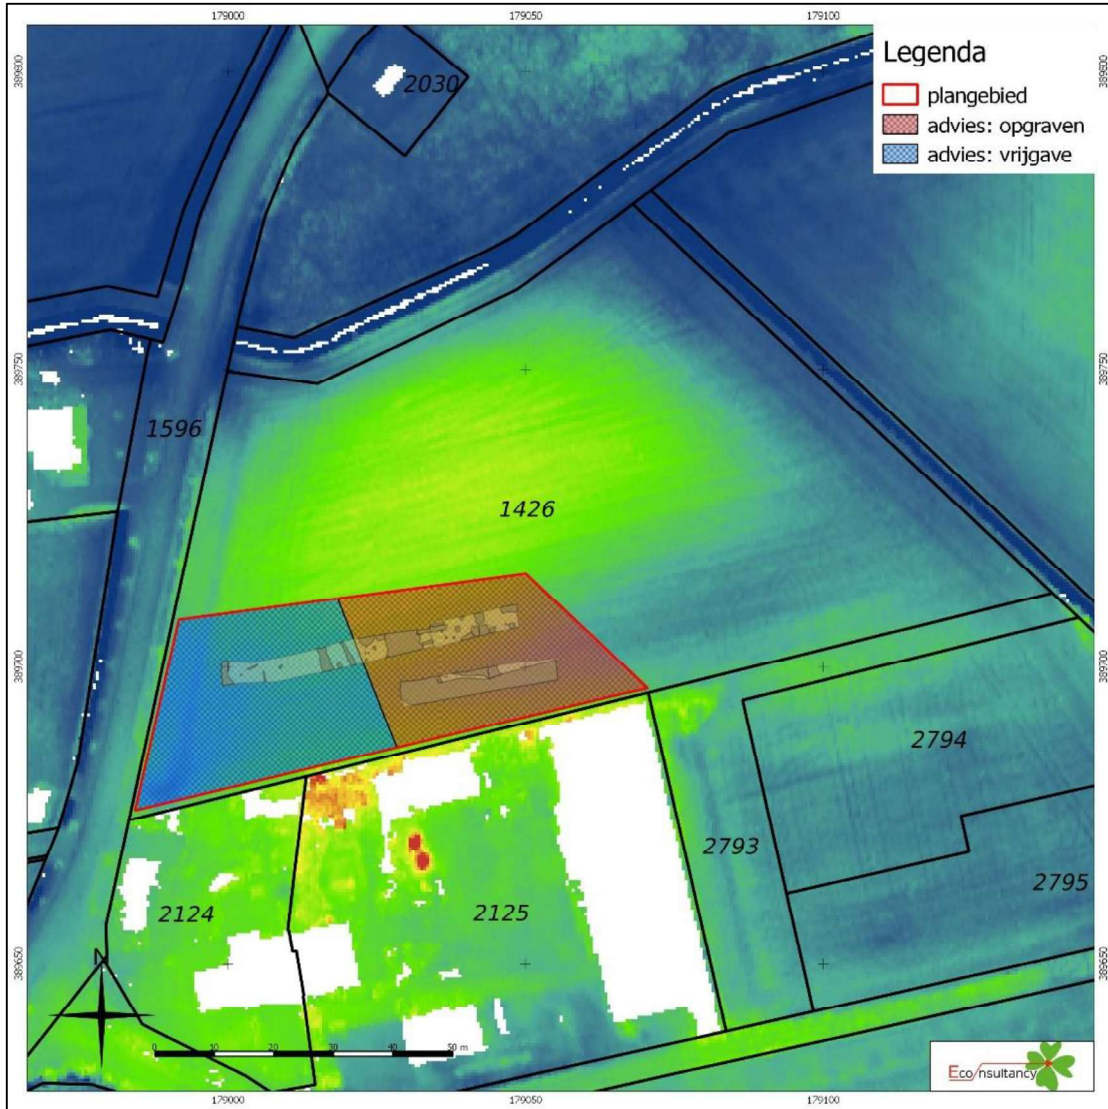 179000 179050 179100
Legenda
plangebied
advies: opgraven
advies: vrijgave
389800 389800
2030
389750 389750
1596
1426
389700 389700
2794
2793
2795
2124 2125
389650 389650
N
0 10 20 30 40 50 m
Econsultancy
179000 179050 179100